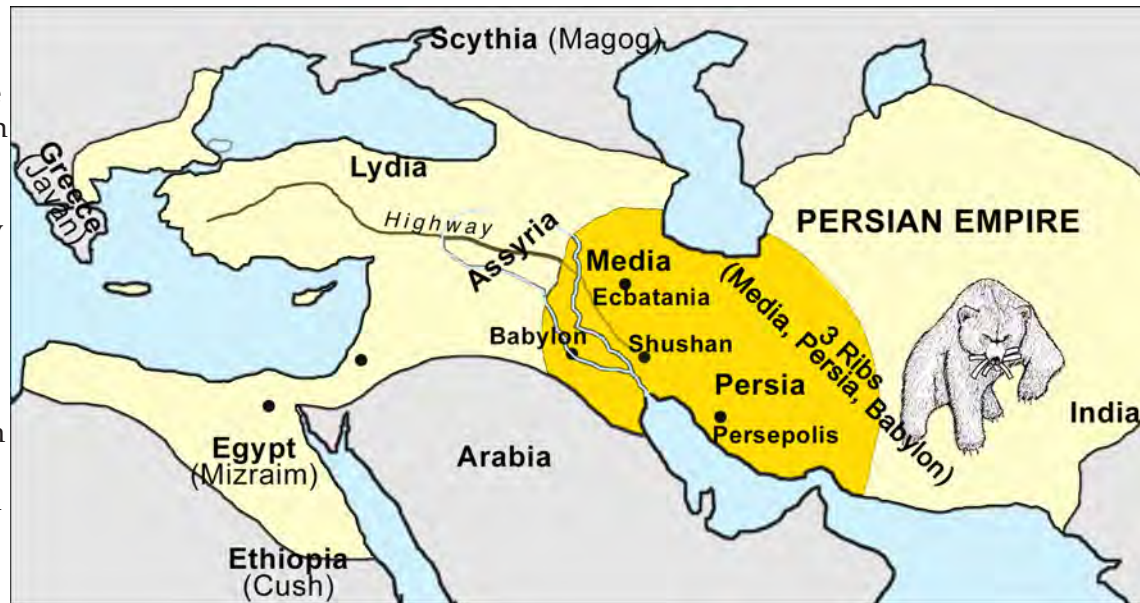 Scythia (Magog)
Greece
(Javan)
Lydia
Highway
Assyria
PERSIAN EMPIRE
Media
Ecbatania
(Media, Persia, Babylon)
3 Ribs
Babylon
Shushan
Persia
Persepolis
India
Egypt
(Mizraim)
Arabia
Ethiopia
(Cush)